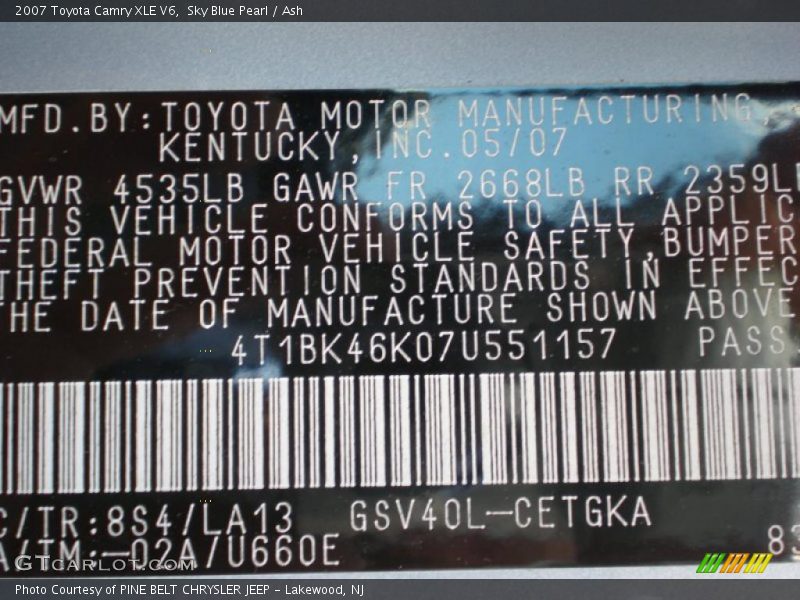 2007 Toyota Camry XLE V6,  Sky Blue Pearl / Ash
MFD.BY:TOYOTA MOTOR MANUFACTURING,
KENTUCKY,INC.05/07
GVWR 4535LB GAWR FR 2668LB RR 2359LB
THIS VEHICLE CONFORMS TO ALL APPLIC
FEDERAL MOTOR VEHICLE SAFETY,BUMPER
THEFT PREVENTION STANDARDS IN EFFEC
THE DATE OF MANUFACTURE SHOWN ABOVE
4T1BK46K07U551157 PASS
C/TR:8S4/LA13 GSV40L-CETGKA
A/TM:-02A/U660E 83
GTcarlot.com
Photo Courtesy of PINE BELT CHRYSLER JEEP - Lakewood, NJ